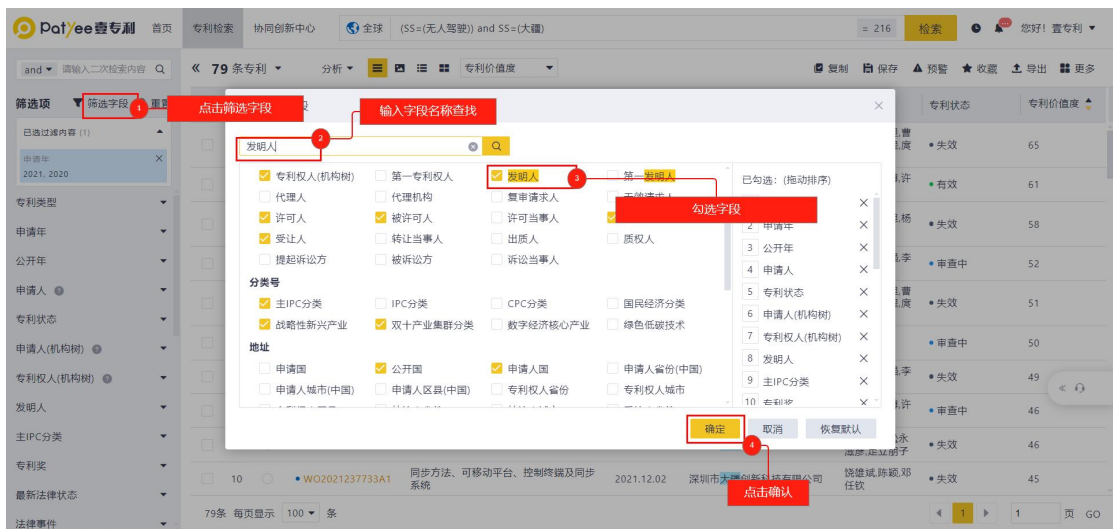 Patyee壹专利 首页 专利检索 协同创新中心 全球 (SS=(无人驾驶)) and SS=(大疆) = 216 检索 您好! 壹专利
and 请输入二次检索内容 79 条专利 分析 专利价值度 复制 保存 预警 收藏 导出 更多
筛选项 筛选字段 1 重置 点击筛选字段 输入字段名称查找 专利状态 专利价值度
已选过滤内容 (1)
申请年
2021, 2020
专利类型
申请年
公开年
申请人
专利状态
申请人(机构树)
专利权人(机构树)
发明人
主IPC分类
专利奖
最新法律状态
法律事件
2
发明人
专利权人(机构树) 第一专利权人 发明人 3 第一发明人
代理人 代理机构 复审请求人
许可人 被许可人 许可当事人 勾选字段
受让人 转让当事人 出质人 质权人
提起诉讼方 被诉讼方 诉讼当事人
分类号
主IPC分类 IPC分类 CPC分类 国民经济分类
战略性新兴产业 双十产业集群分类 数字经济核心产业 绿色低碳技术
地址
申请国 公开国 申请人国 申请人省份(中国)
申请人城市(中国) 申请人区县(中国) 专利权人省份 专利权人城市
已勾选: (拖动排序)
2 申请年
3 公开年
4 申请人
5 专利状态
6 申请人(机构树)
7 专利权人(机构树)
8 发明人
9 主IPC分类
10 专利奖
确定 取消 恢复默认
4
点击确认
失效 65
有效 61
失效 58
审查中 52
失效 51
审查中 50
失效 49
审查中 46
失效 46
10 WO2021237733A1 同步方法、可移动平台、控制终端及同步系统 2021.12.02 深圳市大疆创新科技有限公司 饶雄斌,陈颖,邓任钦 失效 45
79条 每页显示 100 条 1 1 页 GO